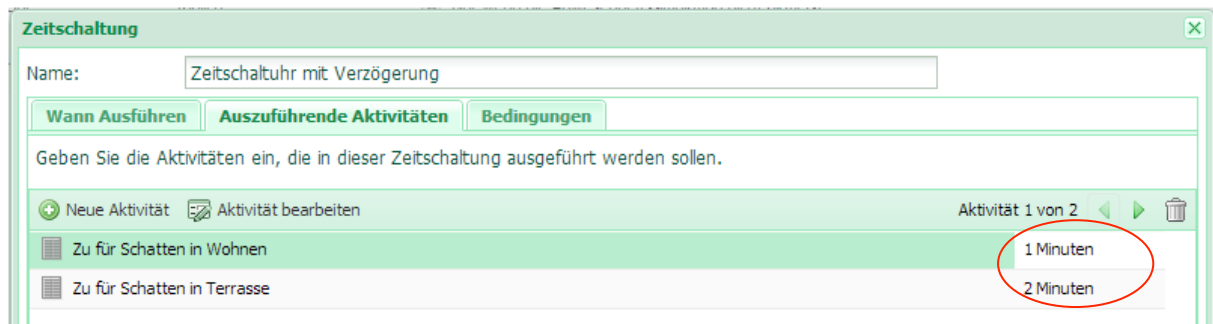 Zeitschaltung
Name: Zeitschaltuhr mit Verzögerung
Wann Ausführen Auszuführende Aktivitäten Bedingungen
Geben Sie die Aktivitäten ein, die in dieser Zeitschaltung ausgeführt werden sollen.
Neue Aktivität Aktivität bearbeiten Aktivität 1 von 2
Zu für Schatten in Wohnen 1 Minuten
Zu für Schatten in Terrasse 2 Minuten